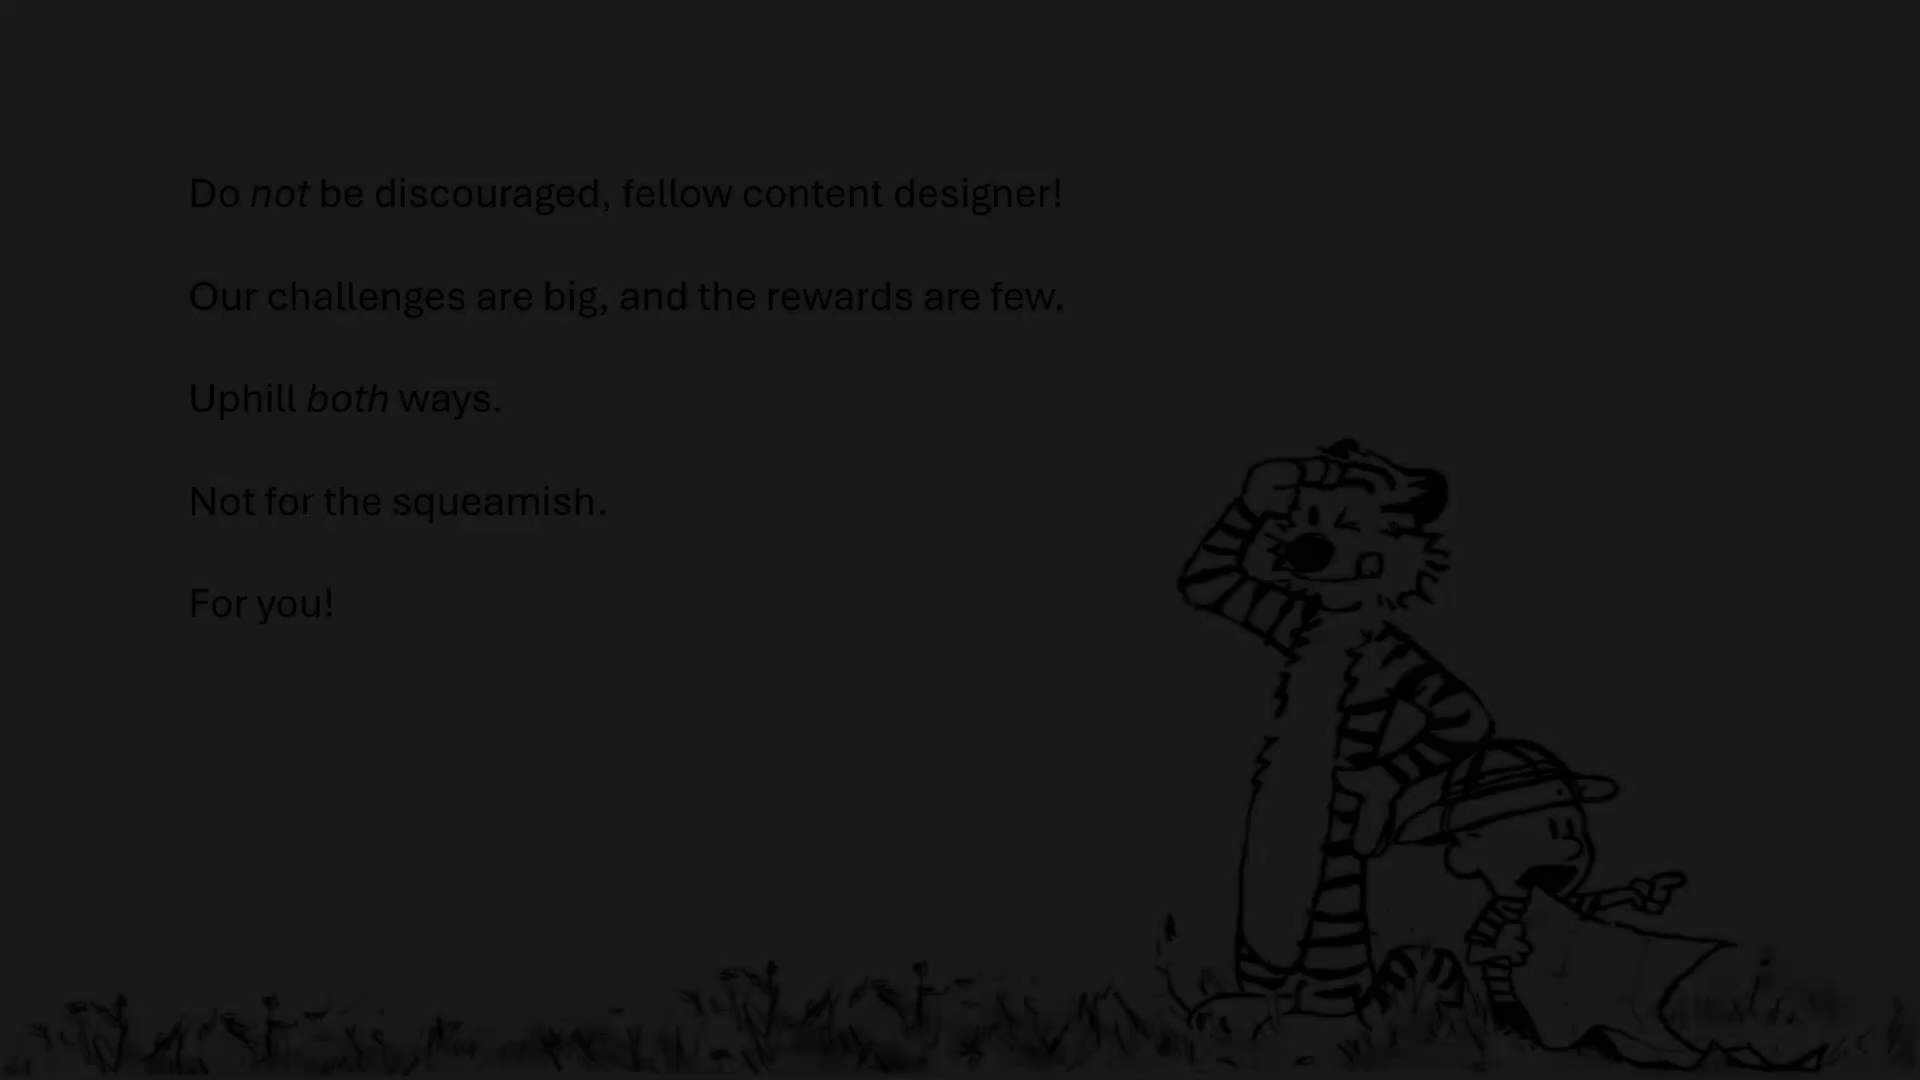 Do not be discouraged, fellow content designer!
Our challenges are big, and the rewards are few.
Uphill both ways.
Not for the squeamish.
For you!